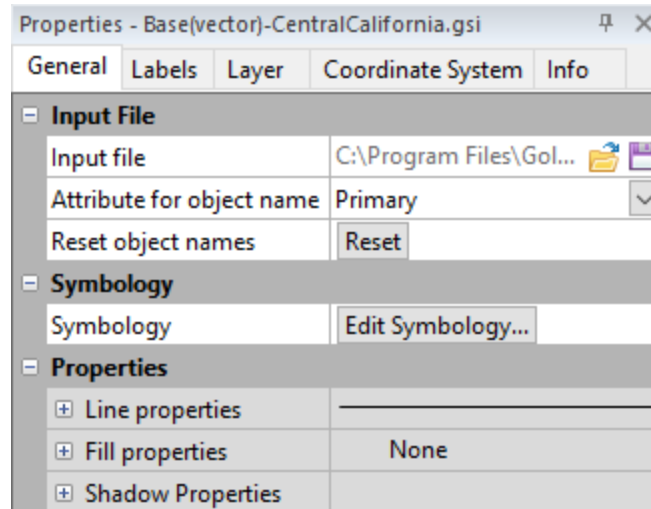 Properties - Base(vector)-CentralCalifornia.gsi
General Labels Layer Coordinate System Info
Input File
Input file C:\Program Files\Gol...
Attribute for object name Primary
Reset object names Reset
Symbology
Symbology Edit Symbology...
Properties
Line properties
Fill properties None
Shadow Properties